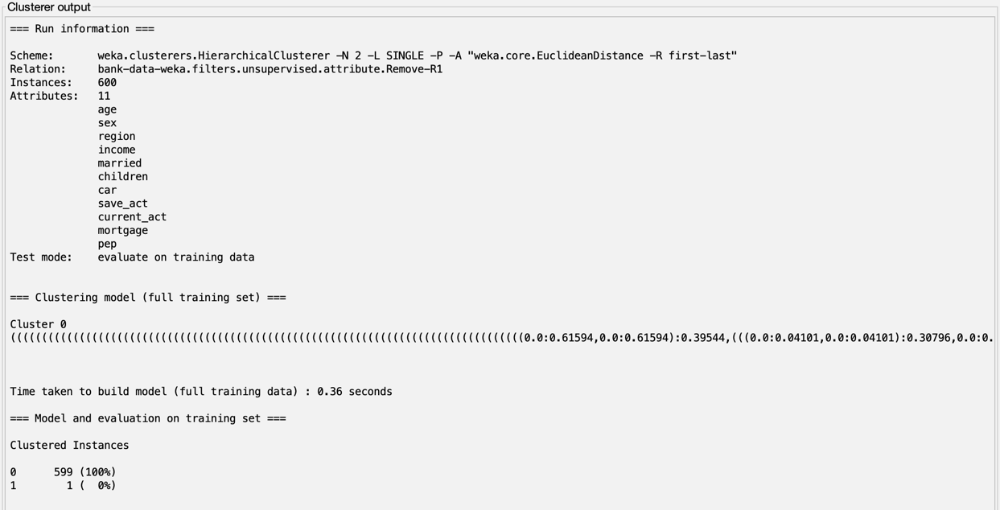 Clusterer output
=== Run information ===
Scheme: weka.clusterers.HierarchicalClusterer -N 2 -L SINGLE -P -A "weka.core.EuclideanDistance -R first-last"
Relation: bank-data-weka.filters.unsupervised.attribute.Remove-R1
Instances: 600
Attributes: 11
age
sex
region
income
married
children
car
save_act
current_act
mortgage
pep
Test mode: evaluate on training data
=== Clustering model (full training set) ===
Cluster 0
((((((((((((((((((((((((((((((((((((((((((((((((((((((((((((((((((((((((((((((((((0.0:0.61594,0.0:0.61594):0.39544,(((0.0:0.04101,0.0:0.04101):0.30796,0.0:0.
Time taken to build model (full training data) : 0.36 seconds
=== Model and evaluation on training set ===
Clustered Instances
0 599 (100%)
1 1 ( 0%)